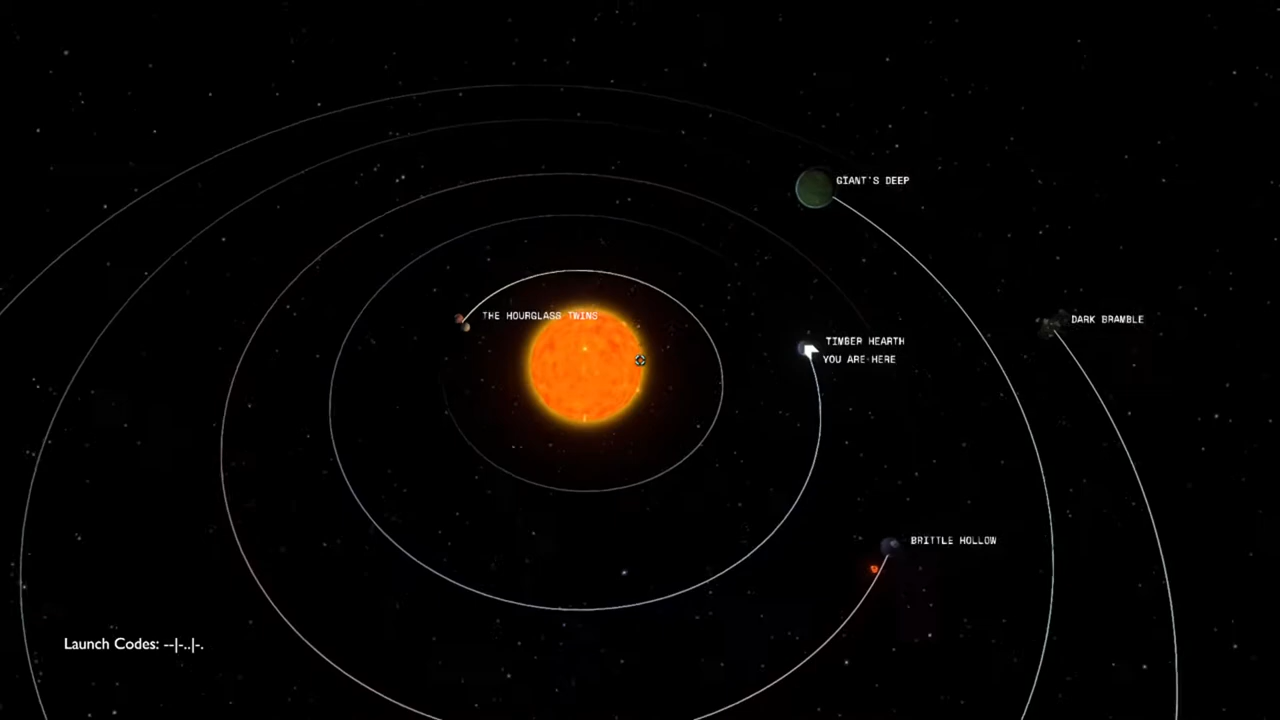 GIANT'S DEEP
THE HOURGLASS TWINS
DARK BRAMBLE
TIMBER HEARTH
YOU ARE HERE
BRITTLE HOLLOW
Launch Codes: --|-..|-.